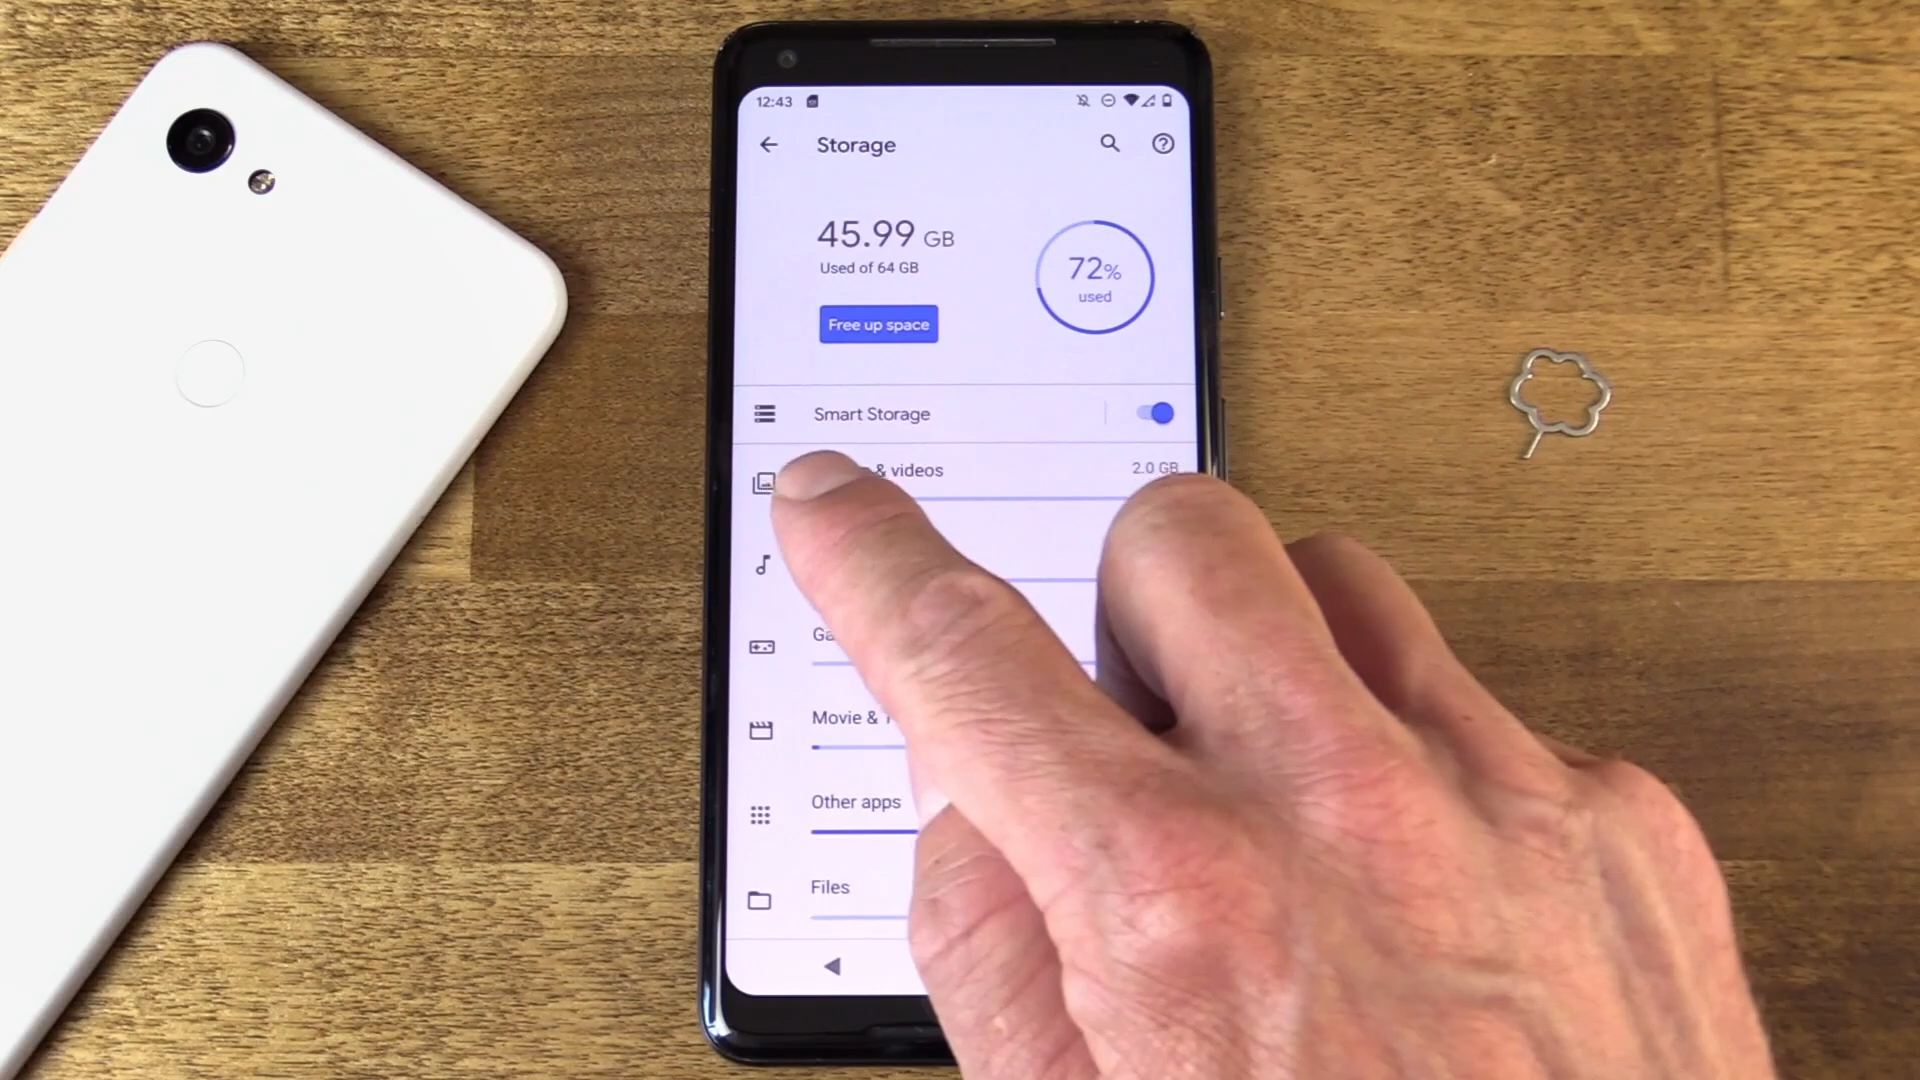 12:43
Storage
45.99 GB
Used of 64 GB
72%
used
Free up space
Smart Storage
& videos
2.0 GB
Ga
Movie &
Other apps
Files